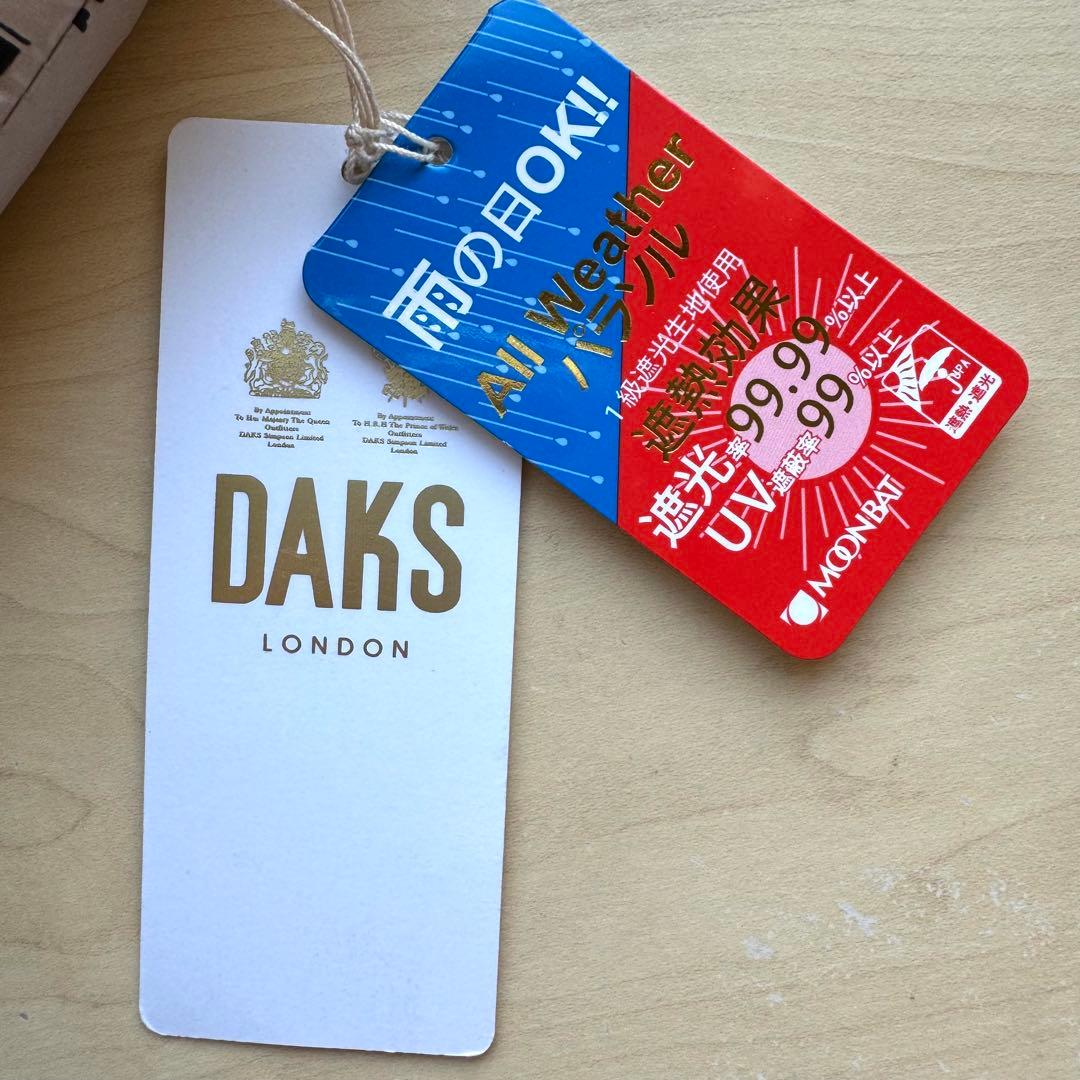 By Appointment
To Her Majesty The Queen
Outfitters
DAKS Simpson Limited
London
By Appointment
To H.R.H The Prince of Wales
Outfitters
DAKS Simpson Limited
London
DAKS
LONDON
雨の日OK!!
All Weather
パラソル
1級遮光生地使用
遮熱効果
遮光率99.99%以上
UV遮蔽率99%以上
JUPA
遮熱・遮光
MOONBAT